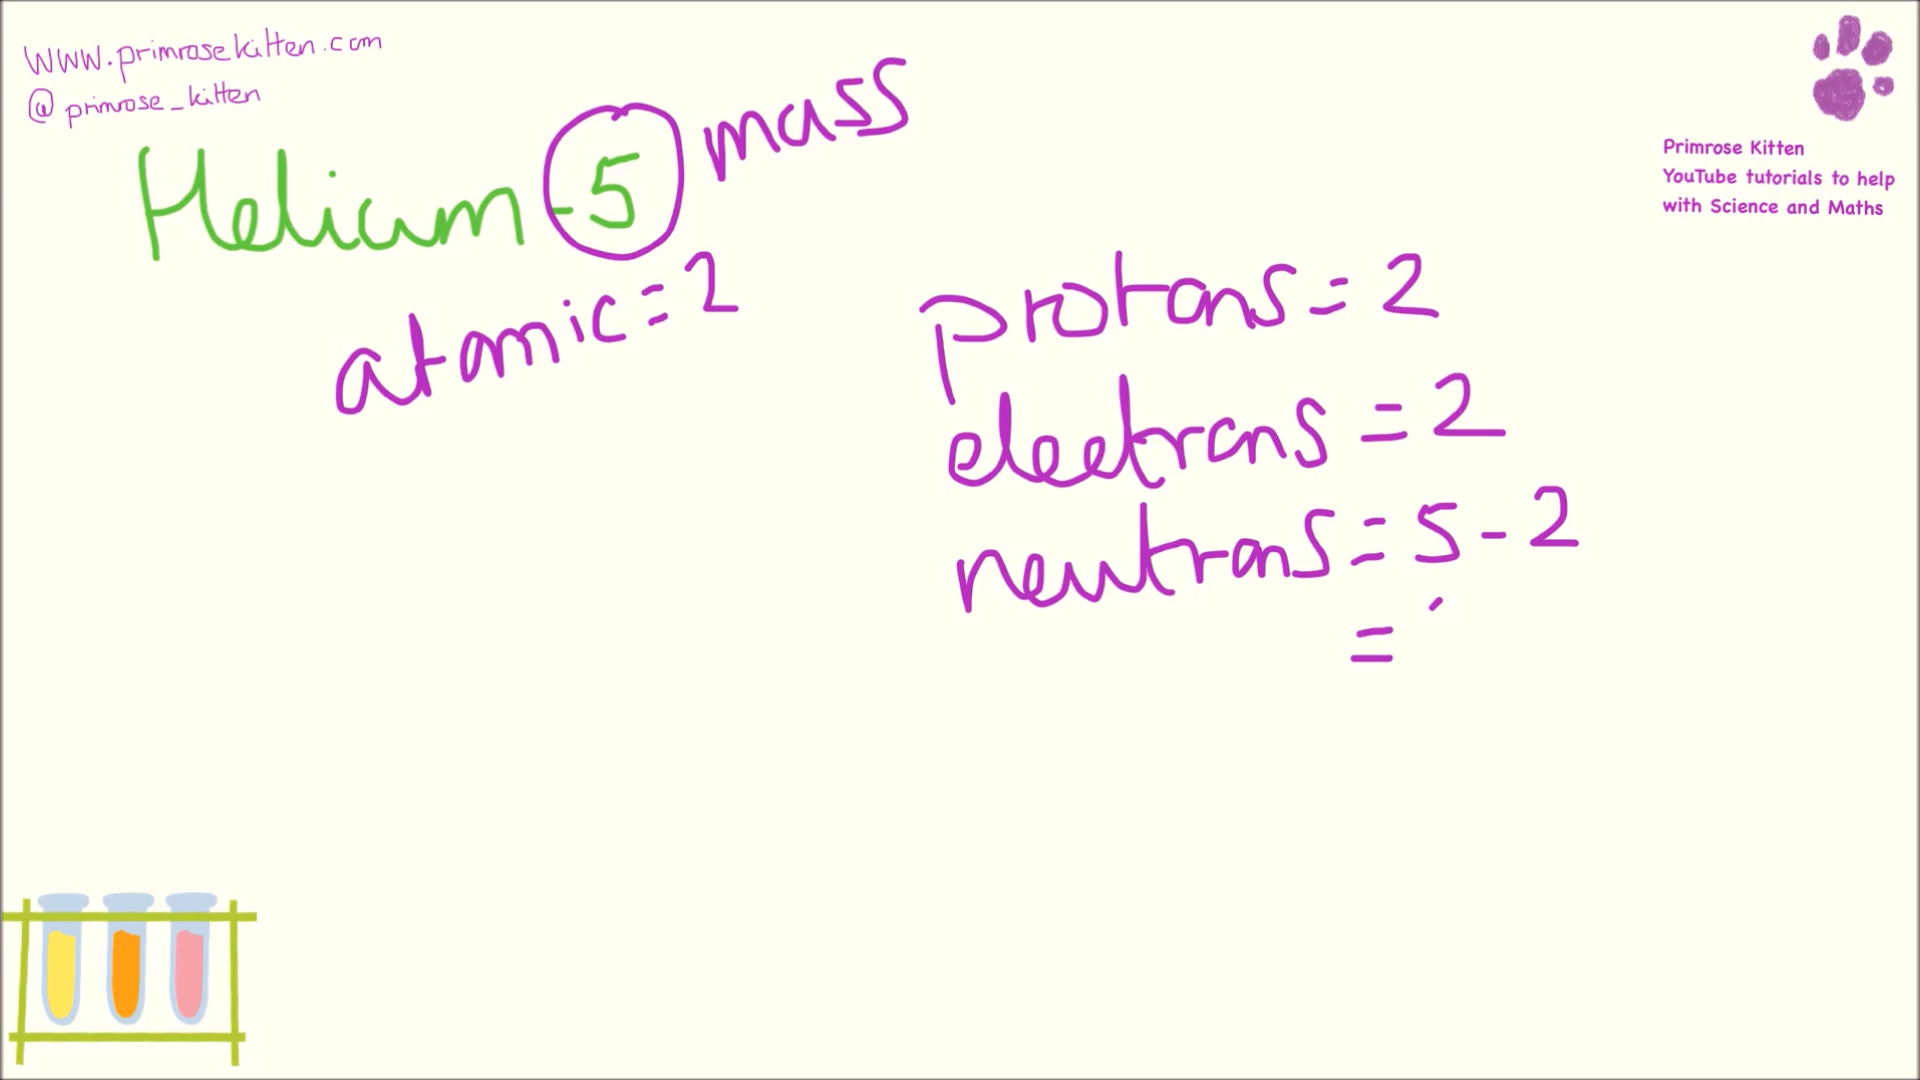 www.primrosekitten.com
@primrose_kitten
Helium-5 mass
atomic=2
Primrose Kitten
YouTube tutorials to help
with Science and Maths
protons=2
electrons=2
neutrons=5-2
=